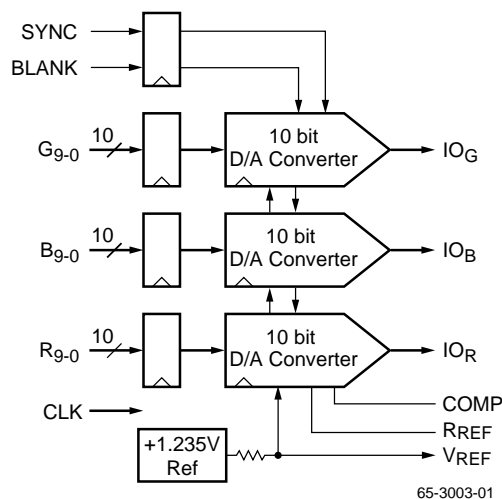 SYNC
BLANK
G9-0
10
10 bit
D/A Converter
IOG
B9-0
10
10 bit
D/A Converter
IOB
R9-0
10
10 bit
D/A Converter
IOR
CLK
COMP
RREF
+1.235V
Ref
VREF
65-3003-01